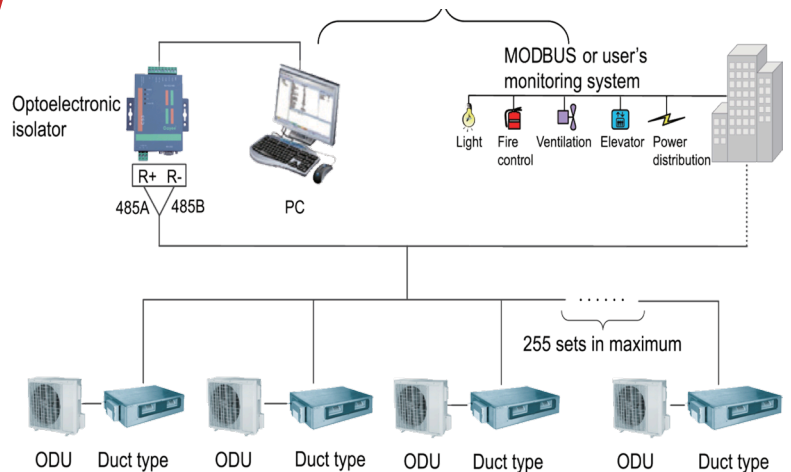 MODBUS or user's
monitoring system
Optoelectronic
isolator
Light
Fire
control
Ventilation
Elevator
Power
distribution
R+ R-
485A
485B
PC
......
255 sets in maximum
ODU
Duct type
ODU
Duct type
ODU
Duct type
ODU
Duct type